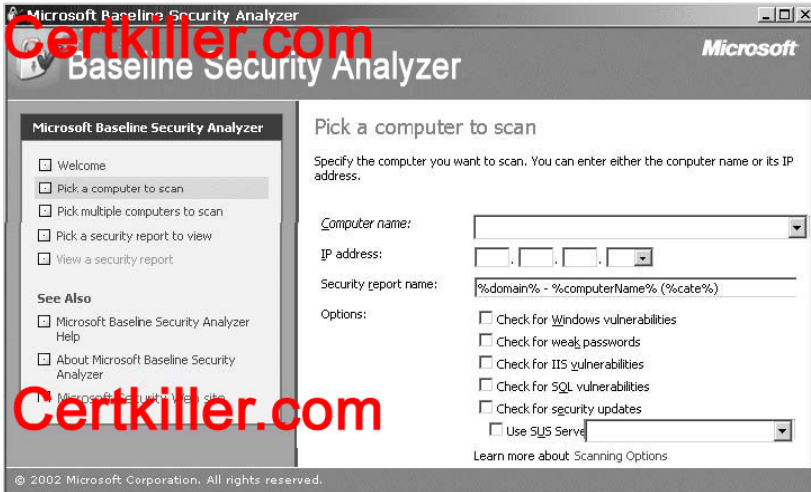 Microsoft Baseline Security Analyzer
Certkiller.com
Baseline Security Analyzer
Microsoft
Microsoft Baseline Security Analyzer
Welcome
Pick a computer to scan
Pick multiple computers to scan
Pick a security report to view
View a security report
See Also
Microsoft Baseline Security Analyzer
Help
About Microsoft Baseline Security
Analyzer
Microsoft Security Web site
Certkiller.com
Pick a computer to scan
Specify the computer you want to scan. You can enter either the computer name or its IP
address.
Computer name:
IP address:
Security report name:
%domain% - %computerName% (%cate%)
Options:
Check for Windows vulnerabilities
Check for weak passwords
Check for IIS vulnerabilities
Check for SQL vulnerabilities
Check for security updates
Use SUS Serve
Learn more about Scanning Options
© 2002 Microsoft Corporation. All rights reserved.